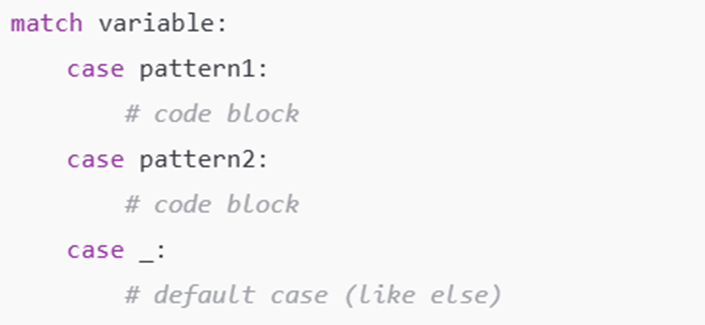 match variable:
    case pattern1:
        # code block
    case pattern2:
        # code block
    case _:
        # default case (like else)